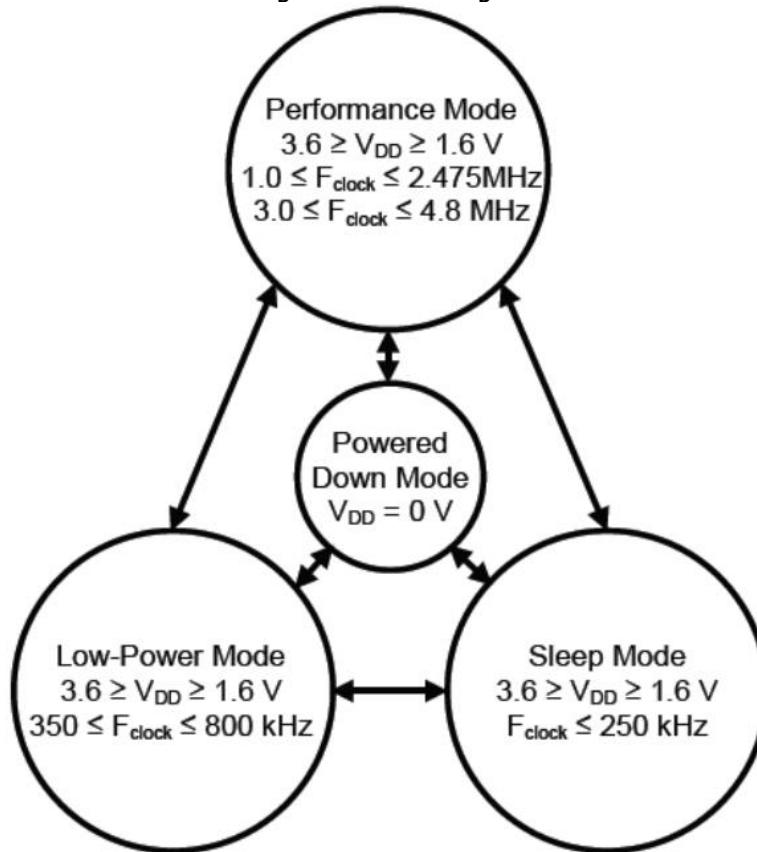 Performance Mode
3.6 ≥ V_DD ≥ 1.6 V
1.0 ≤ F_clock ≤ 2.475MHz
3.0 ≤ F_clock ≤ 4.8 MHz
Powered
Down Mode
V_DD = 0 V
Low-Power Mode
3.6 ≥ V_DD ≥ 1.6 V
350 ≤ F_clock ≤ 800 kHz
Sleep Mode
3.6 ≥ V_DD ≥ 1.6 V
F_clock ≤ 250 kHz